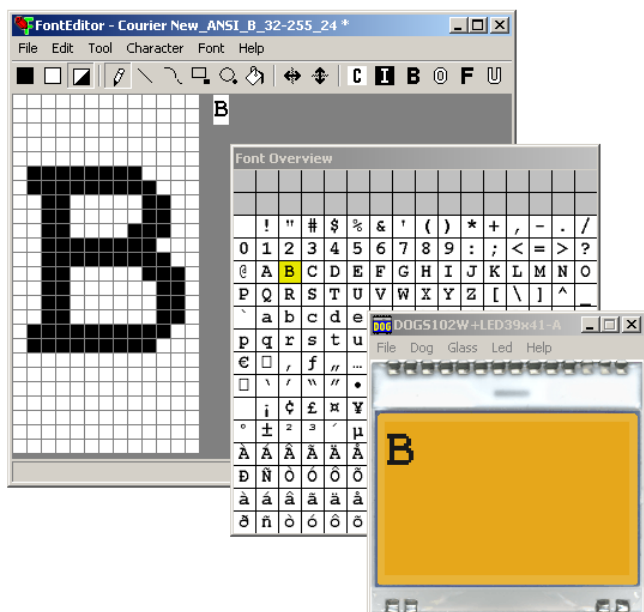 FontEditor - Courier New_ANSI_B_32-255_24 *
File Edit Tool Character Font Help
C I B O F U
B
Font Overview
! " # $ % & ' ( ) * + , - . /
0 1 2 3 4 5 6 7 8 9 : ; < = > ?
@ A B C D E F G H I J K L M N O
P Q R S T U V W X Y Z [ \ ] ^ _
` a b c d e
p q r s t u
€ □ ‚ ƒ „ …
□ ‘ ’ “ ” •
¡ ¢ £ ¤ ¥
° ± ² ³ ´ µ
À Á Â Ã Ä Å
Ð Ñ Ò Ó Ô Õ
à á â ã ä å
ð ñ ò ó ô õ
DOG DOGS102W+LED39x41-A
File Dog Glass Led Help
B